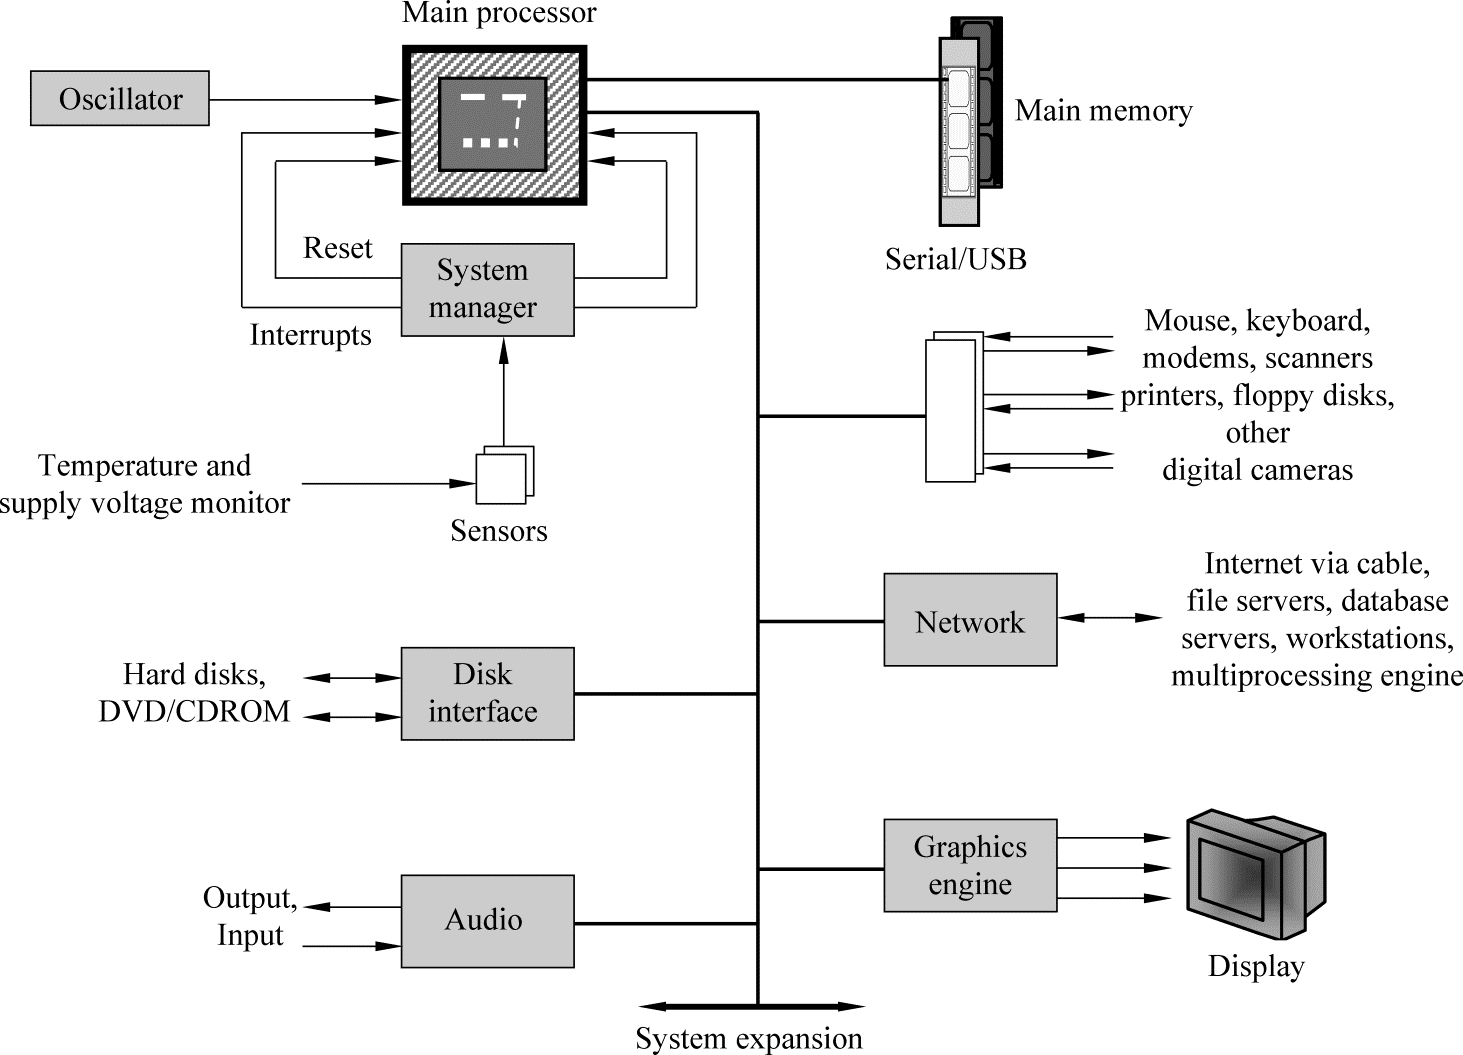 Main processor
Oscillator
Main memory
Reset
System
manager
Serial/USB
Interrupts
Mouse, keyboard,
modems, scanners
printers, floppy disks,
other
digital cameras
Temperature and
supply voltage monitor
Sensors
Internet via cable,
file servers, database
servers, workstations,
multiprocessing engine
Network
Hard disks,
DVD/CDROM
Disk
interface
Graphics
engine
Output,
Input
Audio
Display
System expansion